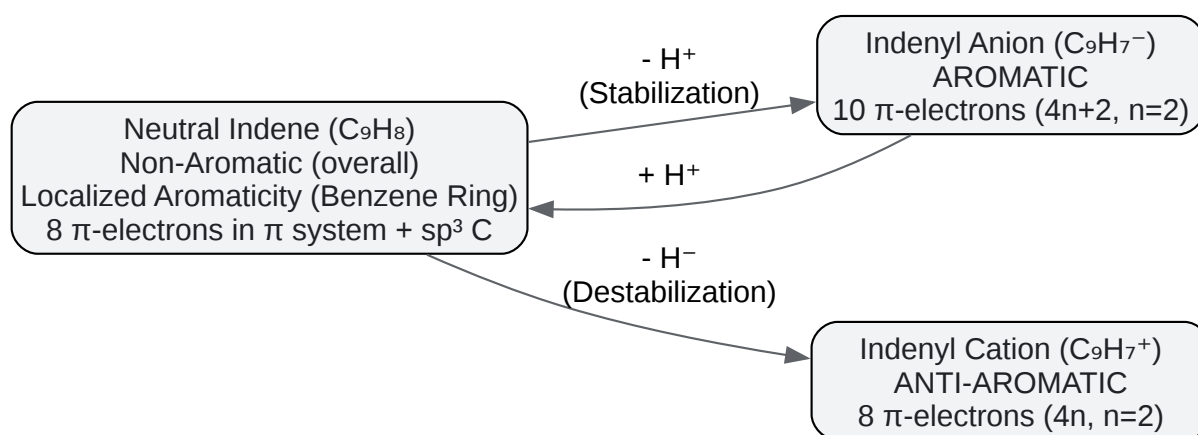 Neutral Indene (C₉H₈)
Non-Aromatic (overall)
Localized Aromaticity (Benzene Ring)
8 π-electrons in π system + sp³ C
- H⁺
(Stabilization)
+ H⁺
- H⁻
(Destabilization)
Indenyl Anion (C₉H₇⁻)
AROMATIC
10 π-electrons (4n+2, n=2)
Indenyl Cation (C₉H₇⁺)
ANTI-AROMATIC
8 π-electrons (4n, n=2)